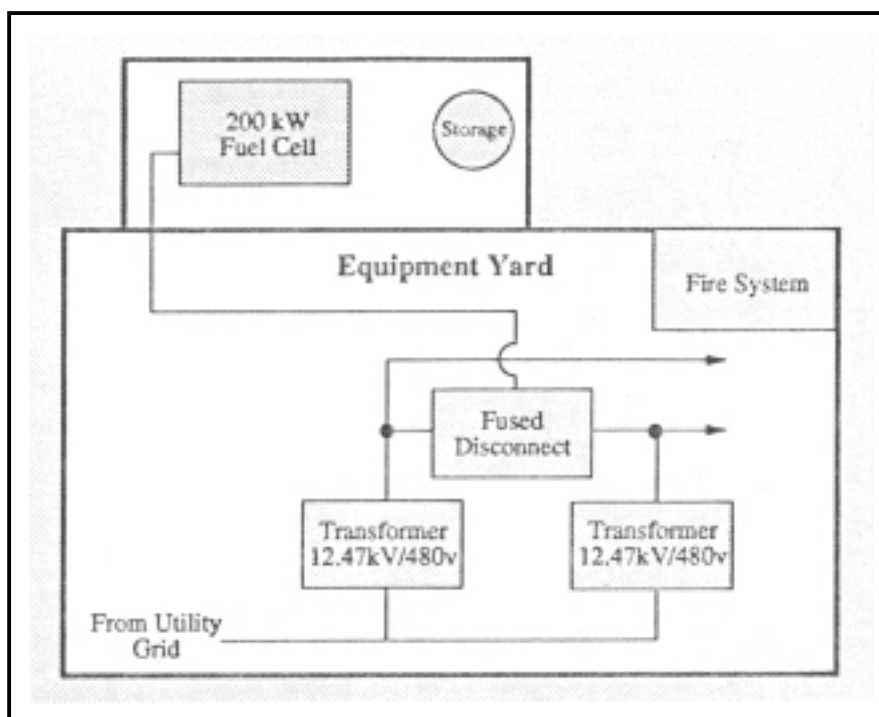 200 kW
Fuel Cell
Storage
Equipment Yard
Fire System
Fused
Disconnect
Transformer
12.47kV/480v
Transformer
12.47kV/480v
From Utility
Grid